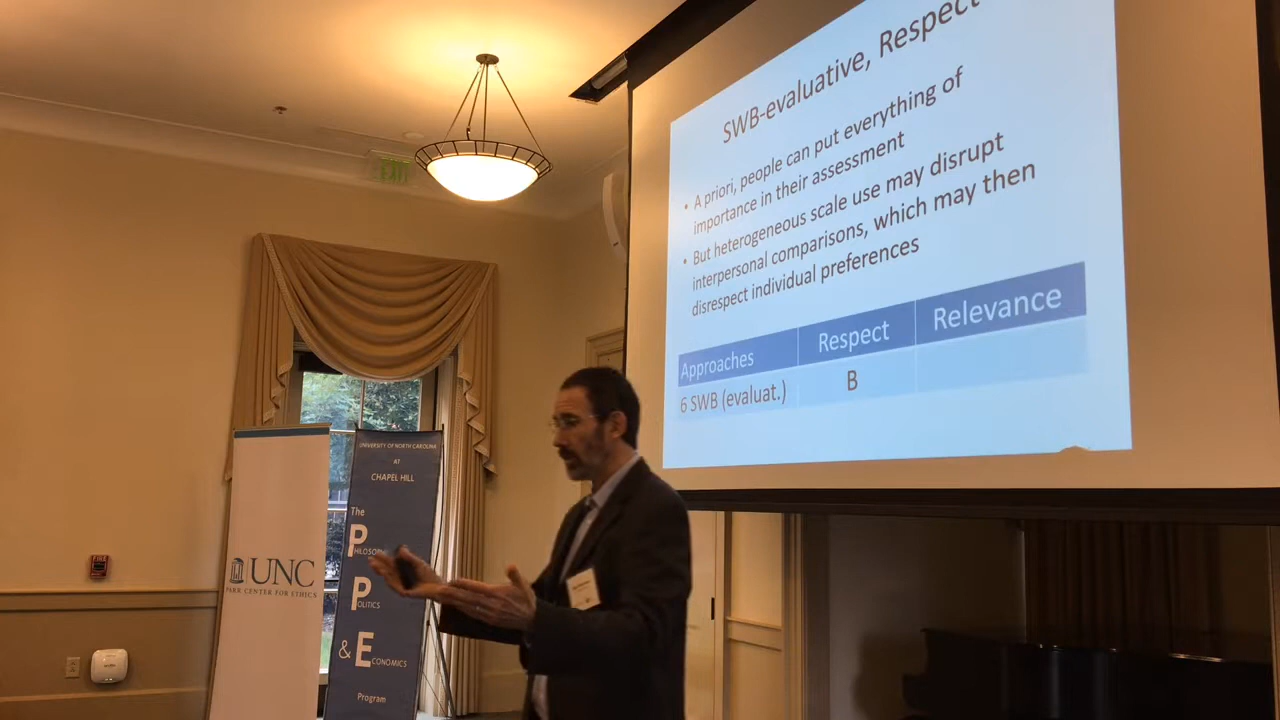 SWB-evaluative, Respect
• A priori, people can put everything of
importance in their assessment
• But heterogeneous scale use may disrupt
interpersonal comparisons, which may then
disrespect individual preferences
Approaches Respect Relevance
6 SWB (evaluat.) B
EXIT
UNC
PARR CENTER FOR ETHICS
UNIVERSITY OF NORTH CAROLINA
AT
CHAPEL HILL
The
PHILOSOPHY
POLITICS
& ECONOMICS
Program
FIRE